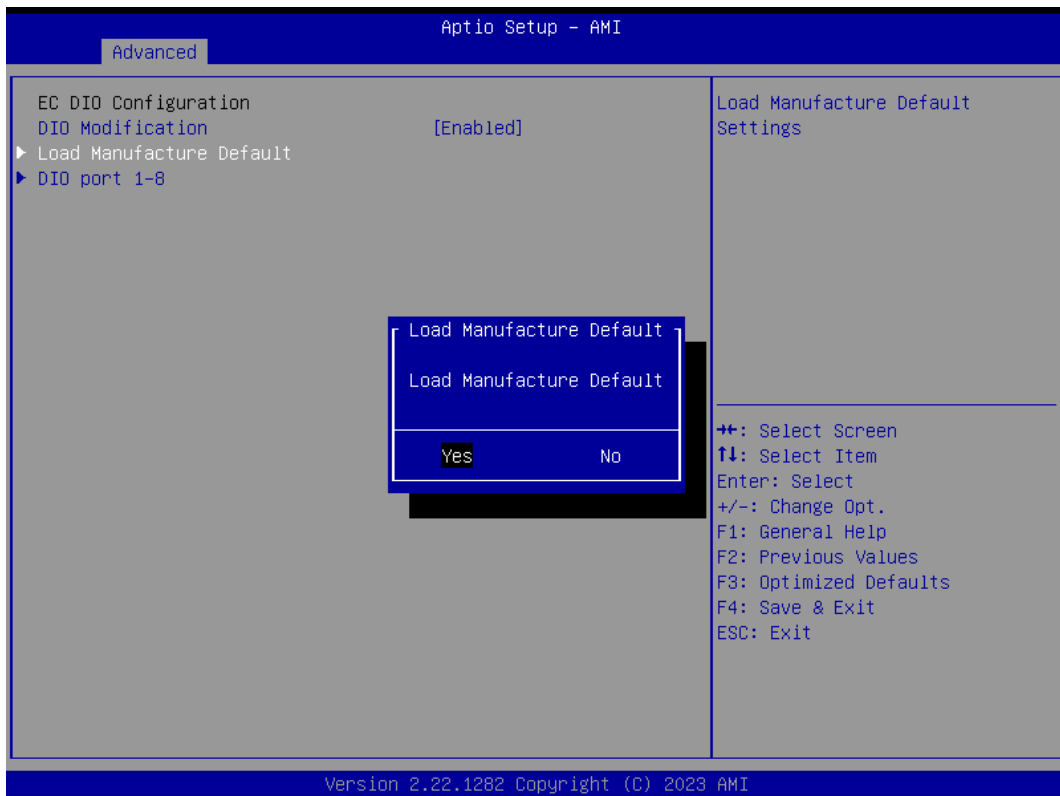 Aptio Setup – AMI
Advanced
EC DIO Configuration
DIO Modification [Enabled]
Load Manufacture Default
DIO port 1-8
Load Manufacture Default
Settings
Load Manufacture Default
Load Manufacture Default
Yes No
→←: Select Screen
↑↓: Select Item
Enter: Select
+/-: Change Opt.
F1: General Help
F2: Previous Values
F3: Optimized Defaults
F4: Save & Exit
ESC: Exit
Version 2.22.1282 Copyright (C) 2023 AMI